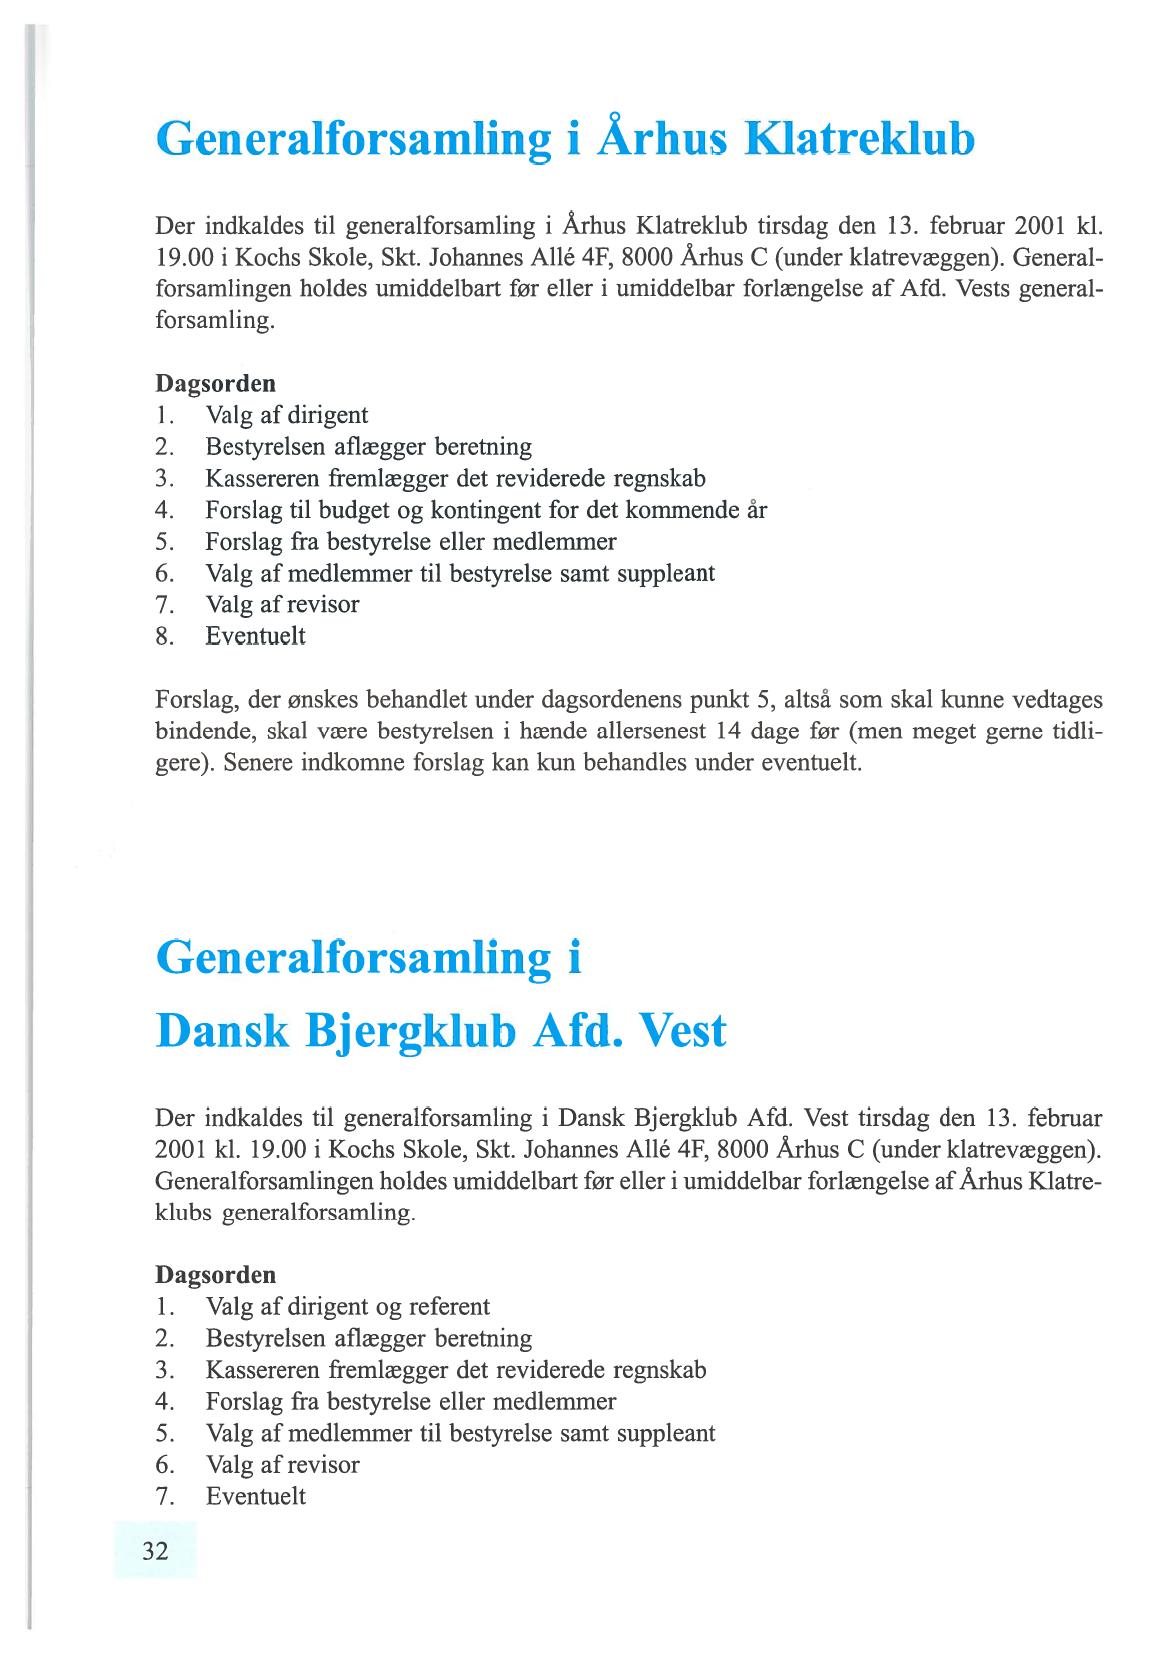 Generalforsamling i Århus Klatreklub
Der indkaldes til generalforsamling i Århus Klatreklub tirsdag den 13. februar 2001 kl.
19.00 i Kochs Skole, Skt. Johannes Allé 4F, 8000 Århus C (under klatrevæggen). General-
forsamlingen holdes umiddelbart før eller i umiddelbar forlængelse af Afd. Vests general-
forsamling.
Dagsorden
1. Valg af dirigent
2. Bestyrelsen aflægger beretning
3. Kassereren fremlægger det reviderede regnskab
4. Forslag til budget og kontingent for det kommende år
5. Forslag fra bestyrelse eller medlemmer
6. Valg af medlemmer til bestyrelse samt suppleant
7. Valg af revisor
8. Eventuelt
Forslag, der ønskes behandlet under dagsordenens punkt 5, altså som skal kunne vedtages
bindende, skal være bestyrelsen i hænde allersenest 14 dage før (men meget gerne tidli-
gere). Senere indkomne forslag kan kun behandles under eventuelt.
Generalforsamling i
Dansk Bjergklub Afd. Vest
Der indkaldes til generalforsamling i Dansk Bjergklub Afd. Vest tirsdag den 13. februar
2001 kl. 19.00 i Kochs Skole, Skt. Johannes Allé 4F, 8000 Århus C (under klatrevæggen).
Generalforsamlingen holdes umiddelbart før eller i umiddelbar forlængelse af Århus Klatre-
klubs generalforsamling.
Dagsorden
1. Valg af dirigent og referent
2. Bestyrelsen aflægger beretning
3. Kassereren fremlægger det reviderede regnskab
4. Forslag fra bestyrelse eller medlemmer
5. Valg af medlemmer til bestyrelse samt suppleant
6. Valg af revisor
7. Eventuelt
32